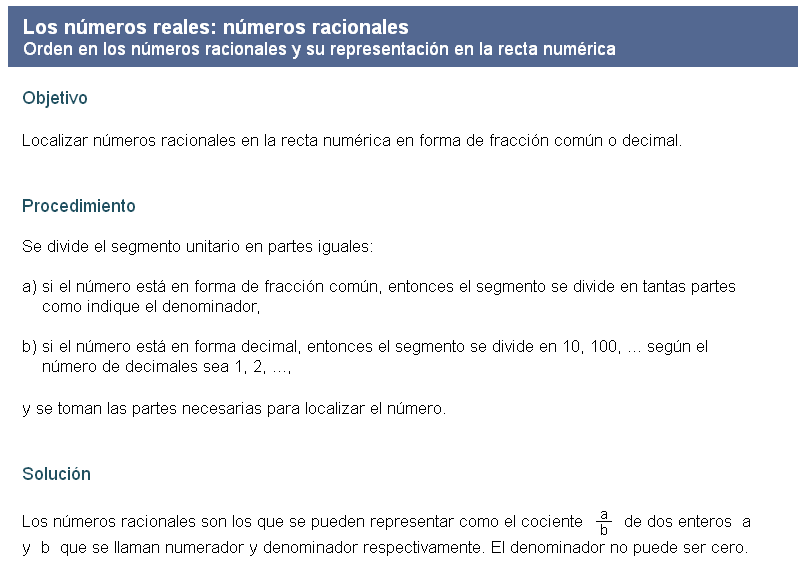 Los números reales: números racionales
Orden en los números racionales y su representación en la recta numérica
Objetivo
Localizar números racionales en la recta numérica en forma de fracción común o decimal.
Procedimiento
Se divide el segmento unitario en partes iguales:
a) si el número está en forma de fracción común, entonces el segmento se divide en tantas partes
como indique el denominador,
b) si el número está en forma decimal, entonces el segmento se divide en 10, 100, ... según el
número de decimales sea 1, 2, ...,
y se toman las partes necesarias para localizar el número.
Solución
Los números racionales son los que se pueden representar como el cociente a/b de dos enteros a
y b que se llaman numerador y denominador respectivamente. El denominador no puede ser cero.